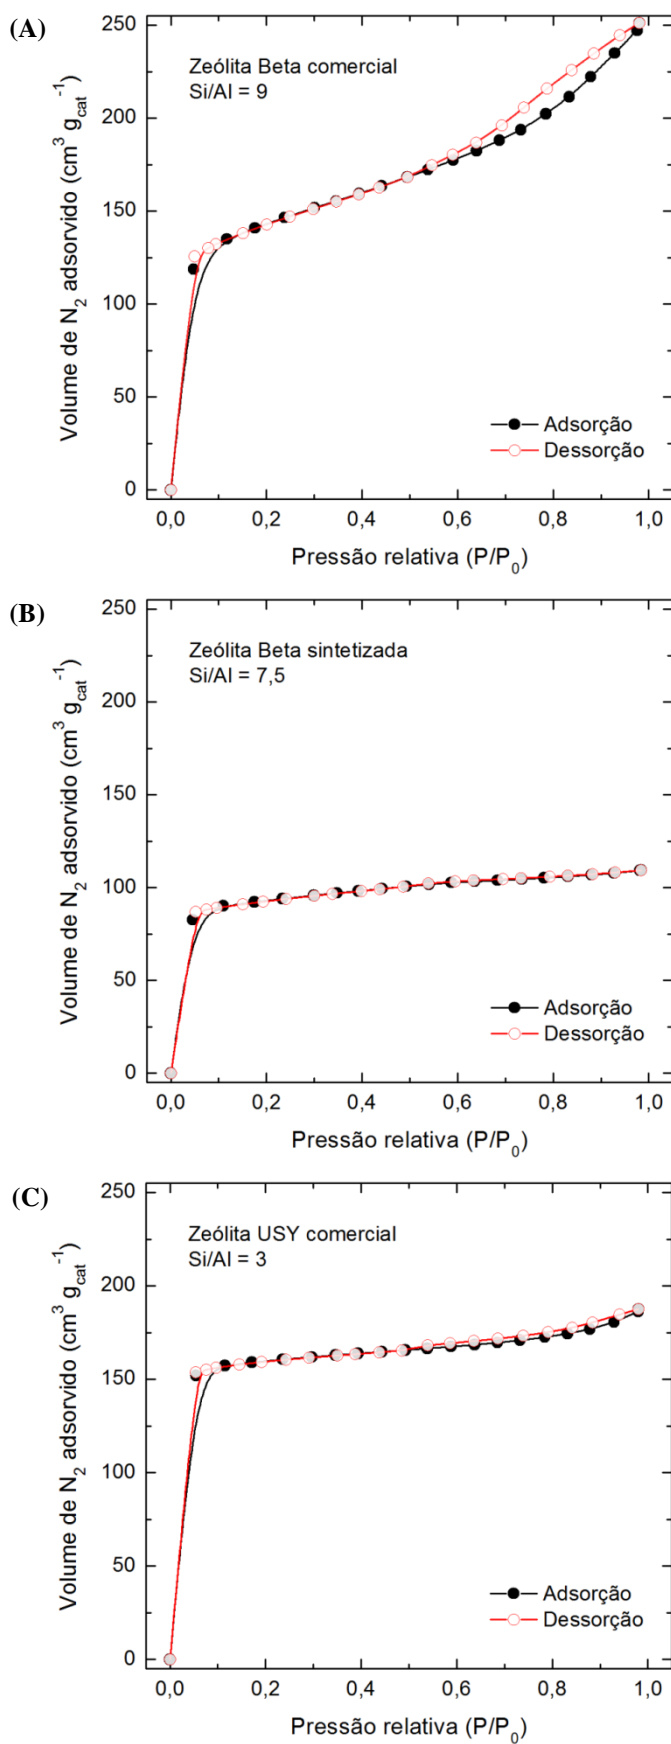 (A)
Zeólita Beta comercial
Si/Al = 9
Volume de N₂ adsorvido (cm³ g_cat⁻¹)
250
200
150
100
50
0
Adsorção
Dessorção
0,0 0,2 0,4 0,6 0,8 1,0
Pressão relativa (P/P₀)
(B)
Zeólita Beta sintetizada
Si/Al = 7,5
Volume de N₂ adsorvido (cm³ g_cat⁻¹)
250
200
150
100
50
0
Adsorção
Dessorção
0,0 0,2 0,4 0,6 0,8 1,0
Pressão relativa (P/P₀)
(C)
Zeólita USY comercial
Si/Al = 3
Volume de N₂ adsorvido (cm³ g_cat⁻¹)
250
200
150
100
50
0
Adsorção
Dessorção
0,0 0,2 0,4 0,6 0,8 1,0
Pressão relativa (P/P₀)